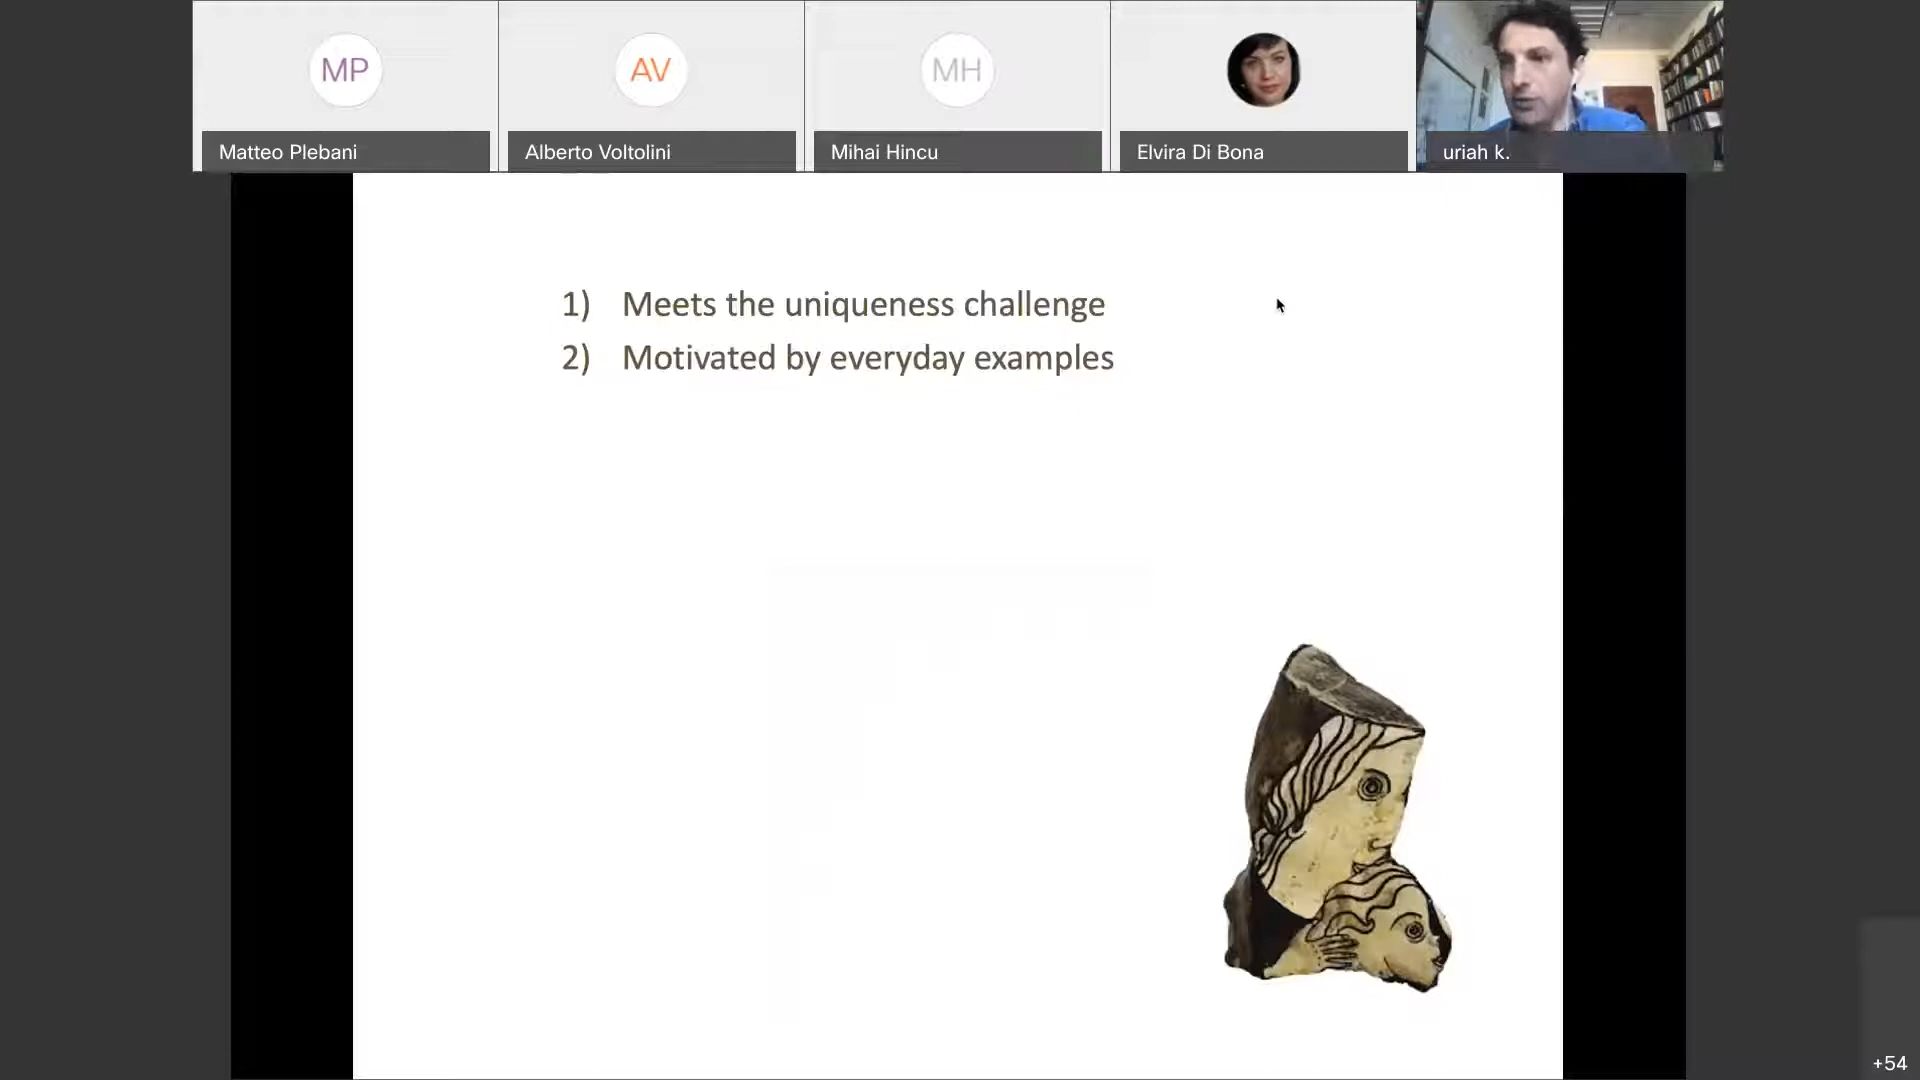 MP
AV
MH
Matteo Plebani
Alberto Voltolini
Mihai Hincu
Elvira Di Bona
uriah k.
1) Meets the uniqueness challenge
2) Motivated by everyday examples
+54